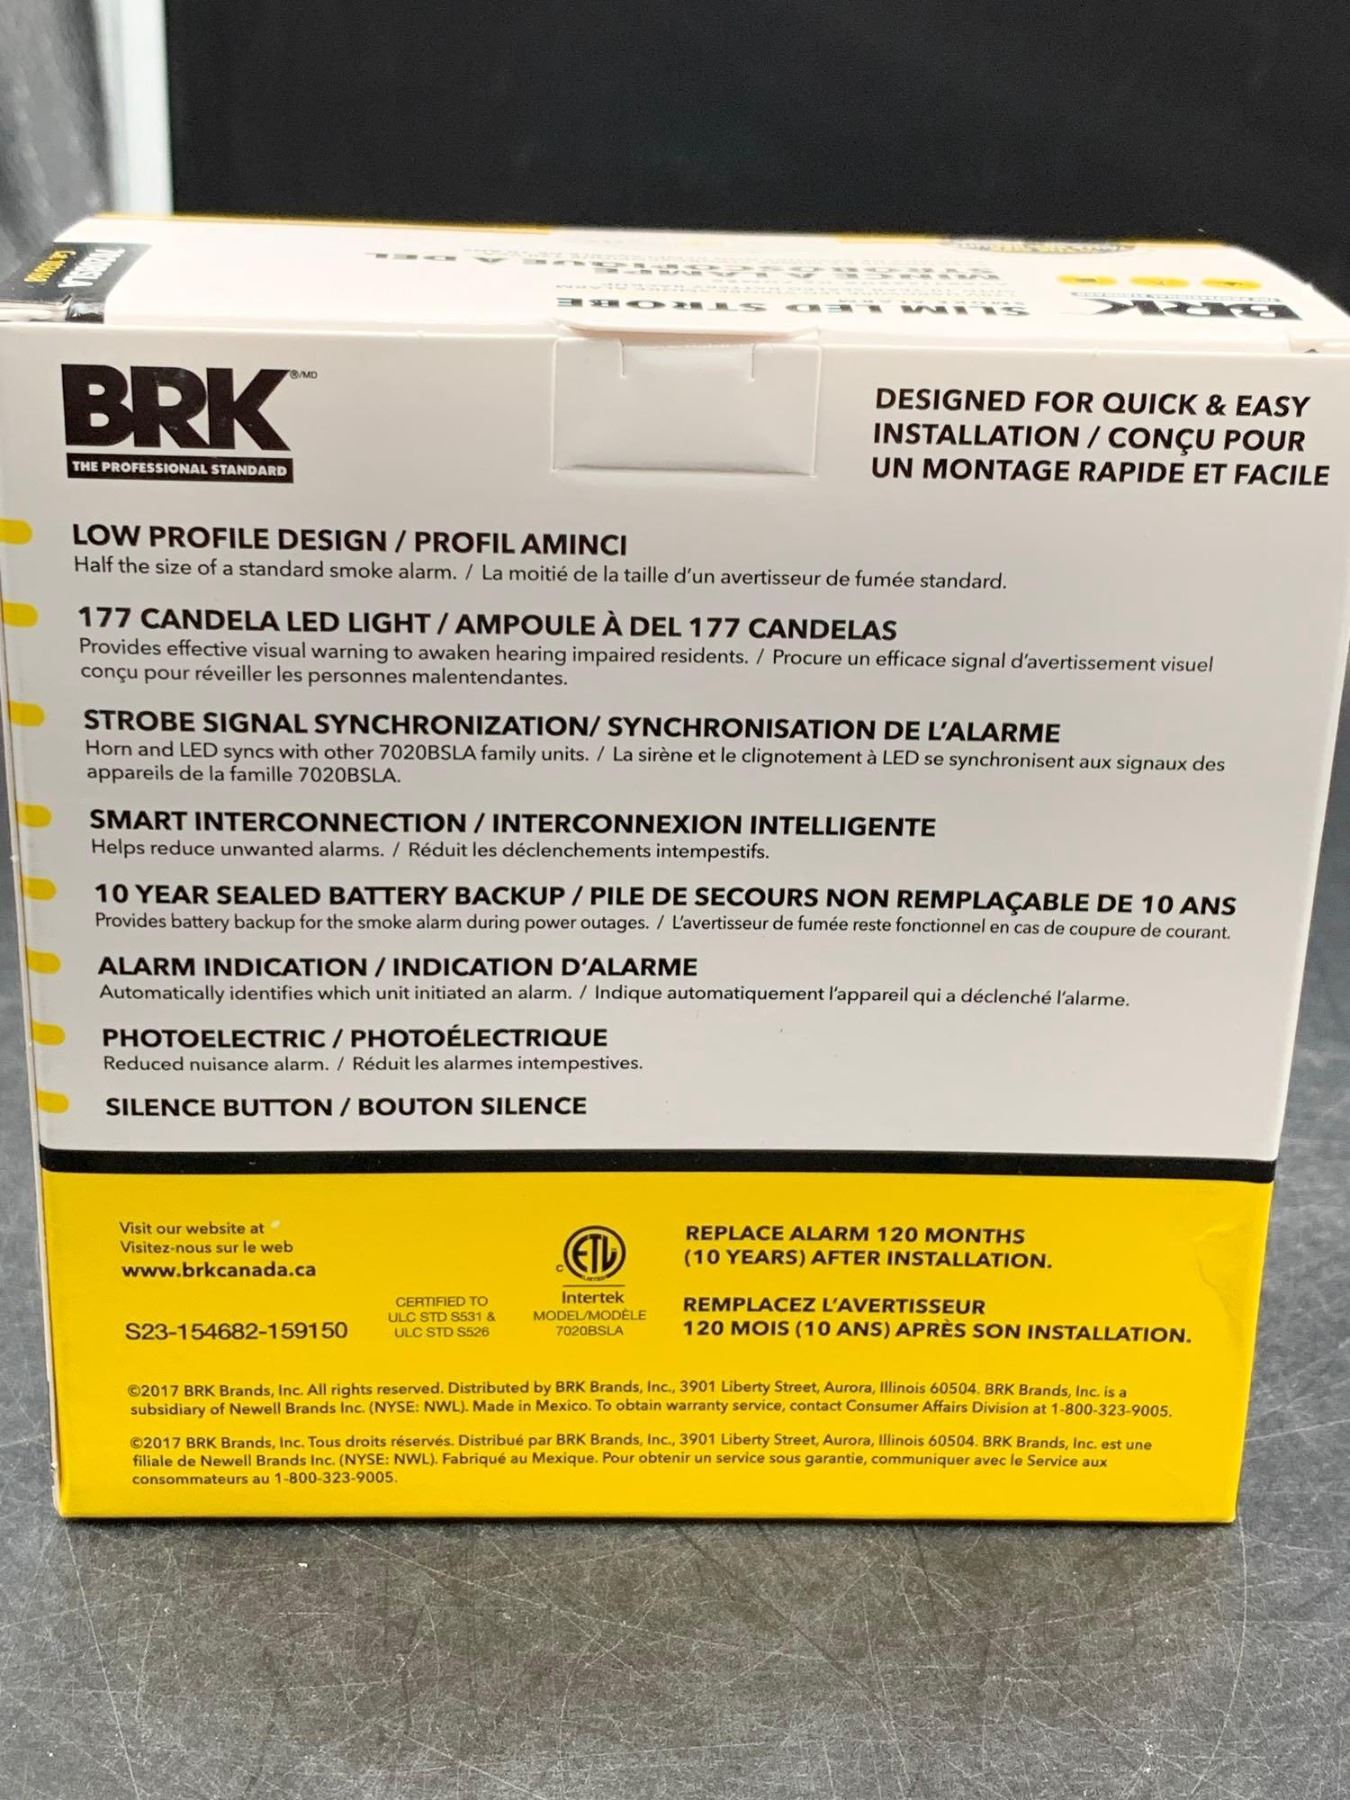 7020BSLA
SLIM LED STROBE
SMOKE ALARM
MINCE À LAMPE
STROBOSCOPIQUE À DEL
BRK
BRK®/MD
THE PROFESSIONAL STANDARD
DESIGNED FOR QUICK & EASY
INSTALLATION / CONÇU POUR
UN MONTAGE RAPIDE ET FACILE
LOW PROFILE DESIGN / PROFIL AMINCI
Half the size of a standard smoke alarm. / La moitié de la taille d'un avertisseur de fumée standard.
177 CANDELA LED LIGHT / AMPOULE À DEL 177 CANDELAS
Provides effective visual warning to awaken hearing impaired residents. / Procure un efficace signal d'avertissement visuel
conçu pour réveiller les personnes malentendantes.
STROBE SIGNAL SYNCHRONIZATION/ SYNCHRONISATION DE L'ALARME
Horn and LED syncs with other 7020BSLA family units. / La sirène et le clignotement à LED se synchronisent aux signaux des
appareils de la famille 7020BSLA.
SMART INTERCONNECTION / INTERCONNEXION INTELLIGENTE
Helps reduce unwanted alarms. / Réduit les déclenchements intempestifs.
10 YEAR SEALED BATTERY BACKUP / PILE DE SECOURS NON REMPLAÇABLE DE 10 ANS
Provides battery backup for the smoke alarm during power outages. / L'avertisseur de fumée reste fonctionnel en cas de coupure de courant.
ALARM INDICATION / INDICATION D'ALARME
Automatically identifies which unit initiated an alarm. / Indique automatiquement l'appareil qui a déclenché l'alarme.
PHOTOELECTRIC / PHOTOÉLECTRIQUE
Reduced nuisance alarm. / Réduit les alarmes intempestives.
SILENCE BUTTON / BOUTON SILENCE
Visit our website at
Visitez-nous sur le web
www.brkcanada.ca
S23-154682-159150
CERTIFIED TO
ULC STD S531 &
ULC STD S526
C ETL
Intertek
MODEL/MODÈLE
7020BSLA
REPLACE ALARM 120 MONTHS
(10 YEARS) AFTER INSTALLATION.
REMPLACEZ L'AVERTISSEUR
120 MOIS (10 ANS) APRÈS SON INSTALLATION.
©2017 BRK Brands, Inc. All rights reserved. Distributed by BRK Brands, Inc., 3901 Liberty Street, Aurora, Illinois 60504. BRK Brands, Inc. is a
subsidiary of Newell Brands Inc. (NYSE: NWL). Made in Mexico. To obtain warranty service, contact Consumer Affairs Division at 1-800-323-9005.
©2017 BRK Brands, Inc. Tous droits réservés. Distribué par BRK Brands, Inc., 3901 Liberty Street, Aurora, Illinois 60504. BRK Brands, Inc. est une
filiale de Newell Brands Inc. (NYSE: NWL). Fabriqué au Mexique. Pour obtenir un service sous garantie, communiquer avec le Service aux
consommateurs au 1-800-323-9005.